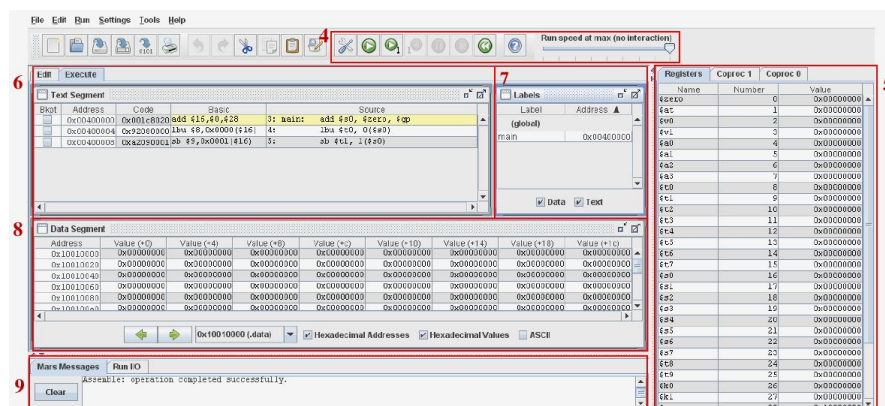 File Edit Run Settings Tools Help
4
Run speed at max (no interaction)
6
Edit Execute
7
Registers Coproc 1 Coproc 0
Text Segment
Bkpt Address Code Basic Source
0x00400000 0x001c8020 add $16,$0,$28 3: main: add $s0, $zero, $gp
0x00400004 0x92080000 lbu $8,0x0000($16) 4: lbu $t0, 0($s0)
0x00400008 0xa2090001 sb $9,0x0001($16) 5: sb $t1, 1($s0)
Labels
Label Address ▲
(global)
main 0x00400000
Data Text
Name Number Value
$zero 0 0x00000000
$at 1 0x00000000
$v0 2 0x00000000
$v1 3 0x00000000
$a0 4 0x00000000
$a1 5 0x00000000
$a2 6 0x00000000
$a3 7 0x00000000
$t0 8 0x00000000
$t1 9 0x00000000
$t2 10 0x00000000
$t3 11 0x00000000
$t4 12 0x00000000
$t5 13 0x00000000
$t6 14 0x00000000
$t7 15 0x00000000
$s0 16 0x00000000
$s1 17 0x00000000
$s2 18 0x00000000
$s3 19 0x00000000
$s4 20 0x00000000
$s5 21 0x00000000
$s6 22 0x00000000
$s7 23 0x00000000
$t8 24 0x00000000
$t9 25 0x00000000
$k0 26 0x00000000
$k1 27 0x00000000
8
Data Segment
Address Value (+0) Value (+4) Value (+8) Value (+c) Value (+10) Value (+14) Value (+18) Value (+1c)
0x10010000 0x00000000 0x00000000 0x00000000 0x00000000 0x00000000 0x00000000 0x00000000 0x00000000
0x10010020 0x00000000 0x00000000 0x00000000 0x00000000 0x00000000 0x00000000 0x00000000 0x00000000
0x10010040 0x00000000 0x00000000 0x00000000 0x00000000 0x00000000 0x00000000 0x00000000 0x00000000
0x10010060 0x00000000 0x00000000 0x00000000 0x00000000 0x00000000 0x00000000 0x00000000 0x00000000
0x10010080 0x00000000 0x00000000 0x00000000 0x00000000 0x00000000 0x00000000 0x00000000 0x00000000
0x100100a0 0x00000000 0x00000000 0x00000000 0x00000000 0x00000000 0x00000000 0x00000000 0x00000000
0x10010000 (.data) Hexadecimal Addresses Hexadecimal Values ASCII
9
Mars Messages Run I/O
Assemble: operation completed successfully.
Clear